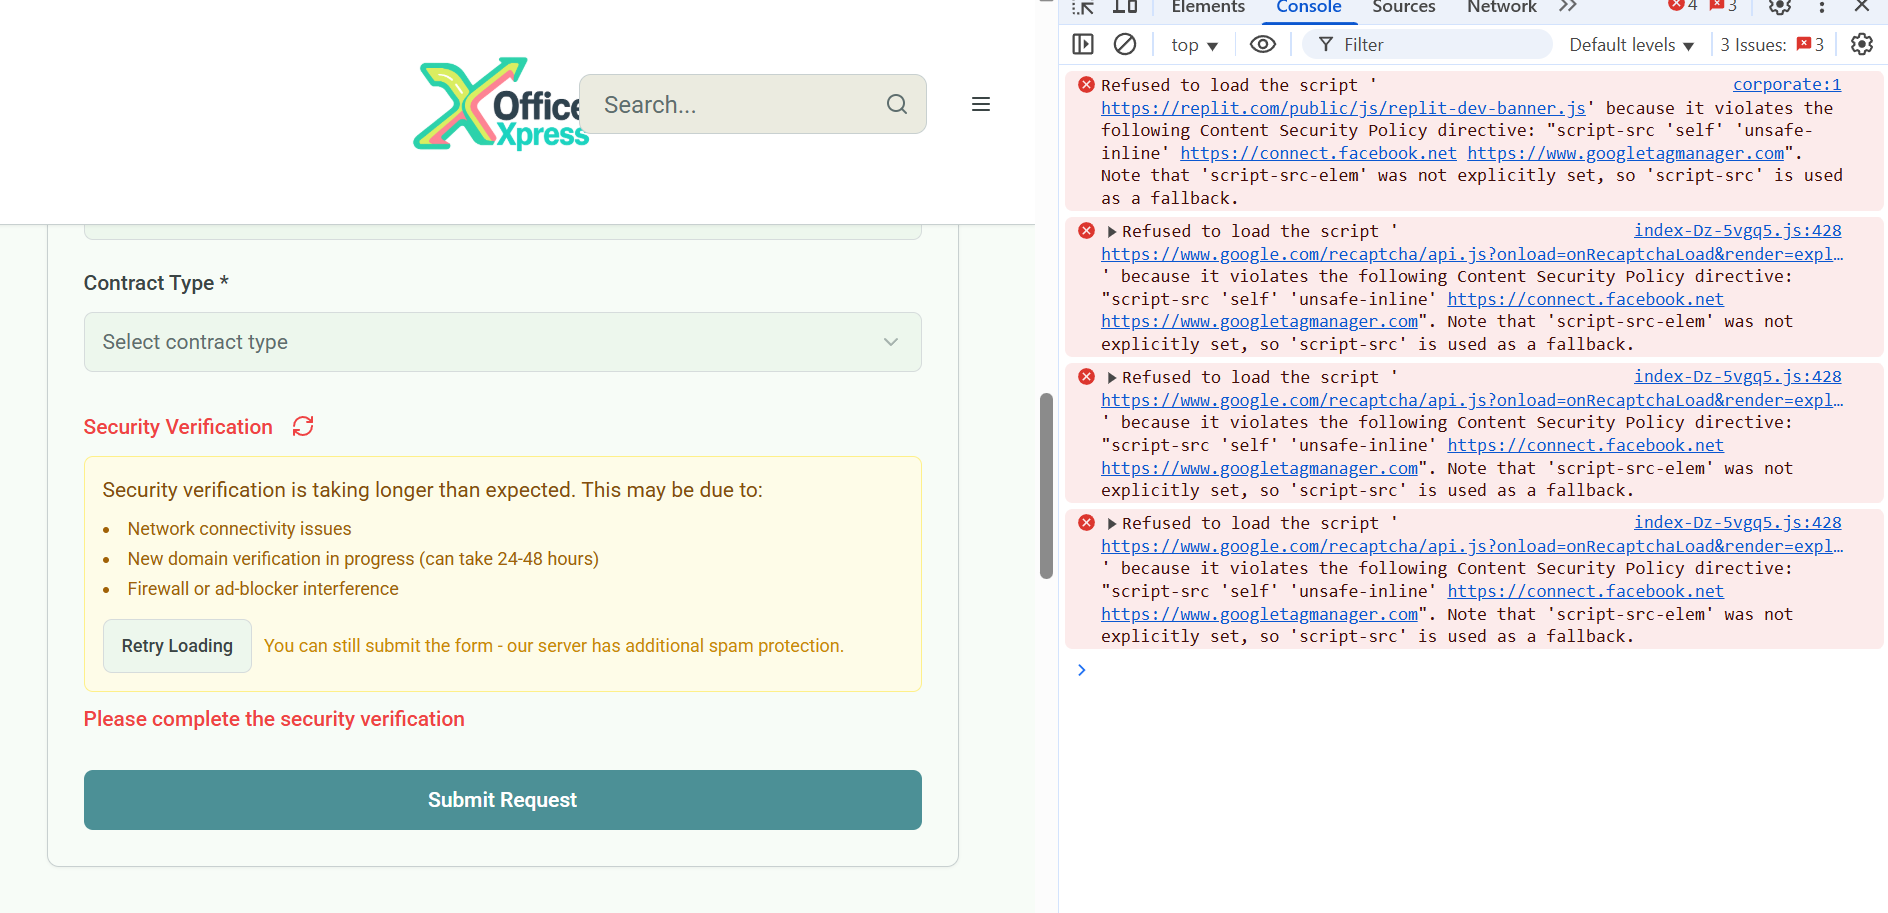 Office
Xpress
Search...
Contract Type *
Select contract type
Security Verification
Security verification is taking longer than expected. This may be due to:
• Network connectivity issues
• New domain verification in progress (can take 24-48 hours)
• Firewall or ad-blocker interference
Retry Loading
You can still submit the form - our server has additional spam protection.
Please complete the security verification
Submit Request
Elements Console Sources Network 4 3
top Filter Default levels 3 Issues: 3
Refused to load the script ' corporate:1
https://replit.com/public/js/replit-dev-banner.js' because it violates the
following Content Security Policy directive: "script-src 'self' 'unsafe-
inline' https://connect.facebook.net https://www.googletagmanager.com".
Note that 'script-src-elem' was not explicitly set, so 'script-src' is used
as a fallback.
Refused to load the script ' index-Dz-5vgq5.js:428
https://www.google.com/recaptcha/api.js?onload=onRecaptchaLoad&render=expl…
' because it violates the following Content Security Policy directive:
"script-src 'self' 'unsafe-inline' https://connect.facebook.net
https://www.googletagmanager.com". Note that 'script-src-elem' was not
explicitly set, so 'script-src' is used as a fallback.
Refused to load the script ' index-Dz-5vgq5.js:428
https://www.google.com/recaptcha/api.js?onload=onRecaptchaLoad&render=expl…
' because it violates the following Content Security Policy directive:
"script-src 'self' 'unsafe-inline' https://connect.facebook.net
https://www.googletagmanager.com". Note that 'script-src-elem' was not
explicitly set, so 'script-src' is used as a fallback.
Refused to load the script ' index-Dz-5vgq5.js:428
https://www.google.com/recaptcha/api.js?onload=onRecaptchaLoad&render=expl…
' because it violates the following Content Security Policy directive:
"script-src 'self' 'unsafe-inline' https://connect.facebook.net
https://www.googletagmanager.com". Note that 'script-src-elem' was not
explicitly set, so 'script-src' is used as a fallback.